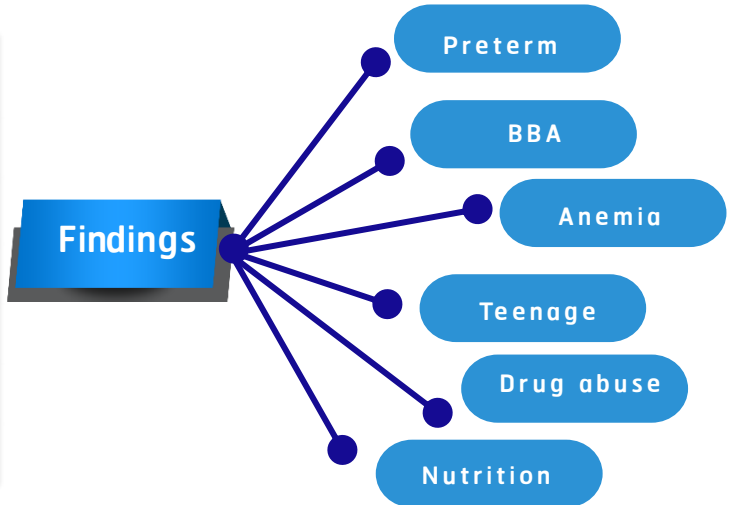 Preterm
BBA
Anemia
Findings
Teenage
Drug abuse
Nutrition